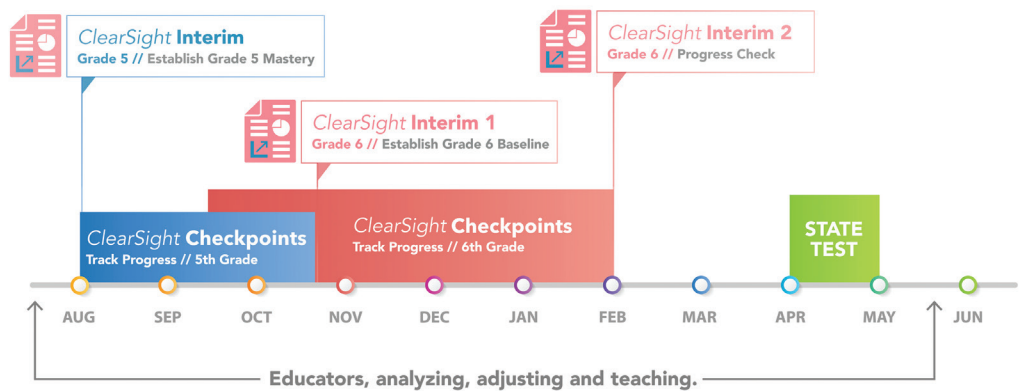 ClearSight Interim
Grade 5 // Establish Grade 5 Mastery
ClearSight Interim 2
Grade 6 // Progress Check
ClearSight Interim 1
Grade 6 // Establish Grade 6 Baseline
ClearSight Checkpoints
Track Progress // 5th Grade
ClearSight Checkpoints
Track Progress // 6th Grade
STATE
TEST
AUG SEP OCT NOV DEC JAN FEB MAR APR MAY JUN
Educators, analyzing, adjusting and teaching.